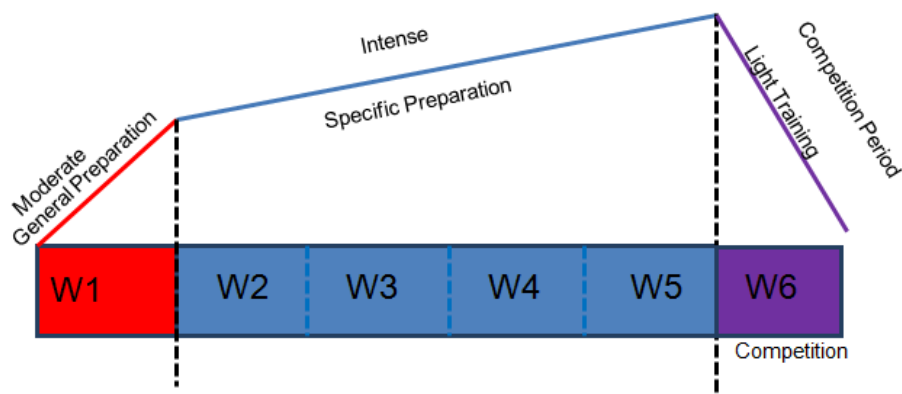 Moderate
General Preparation
Intense
Specific Preparation
Light Training
Competition Period
W1
W2
W3
W4
W5
W6
Competition